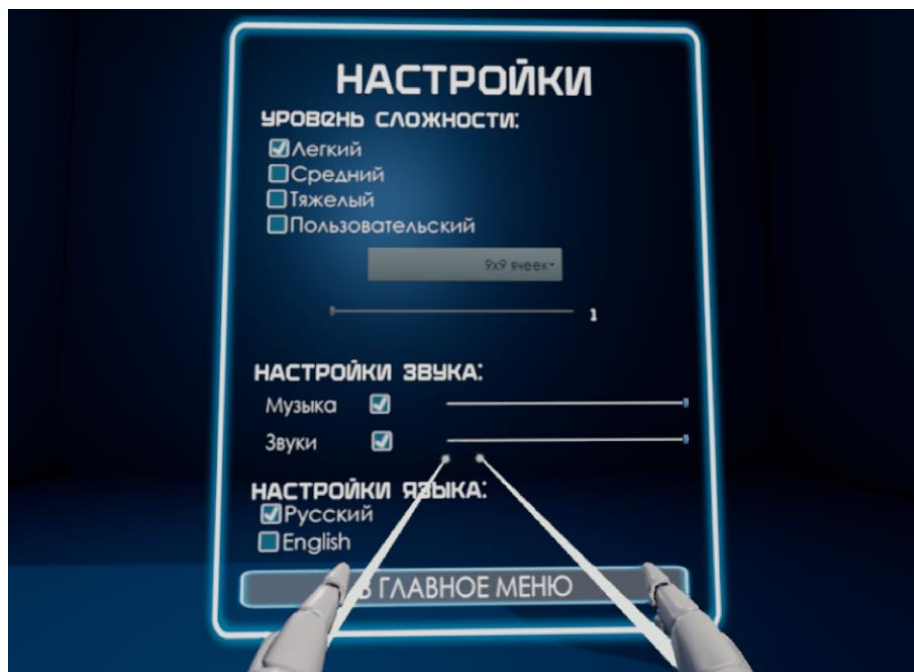 НАСТРОЙКИ
УРОВЕНЬ СЛОЖНОСТИ:
Легкий
Средний
Тяжелый
Пользовательский
9х9 ячеек
1
НАСТРОЙКИ ЗВУКА:
Музыка
Звуки
НАСТРОЙКИ ЯЗЫКА:
Русский
English
В ГЛАВНОЕ МЕНЮ